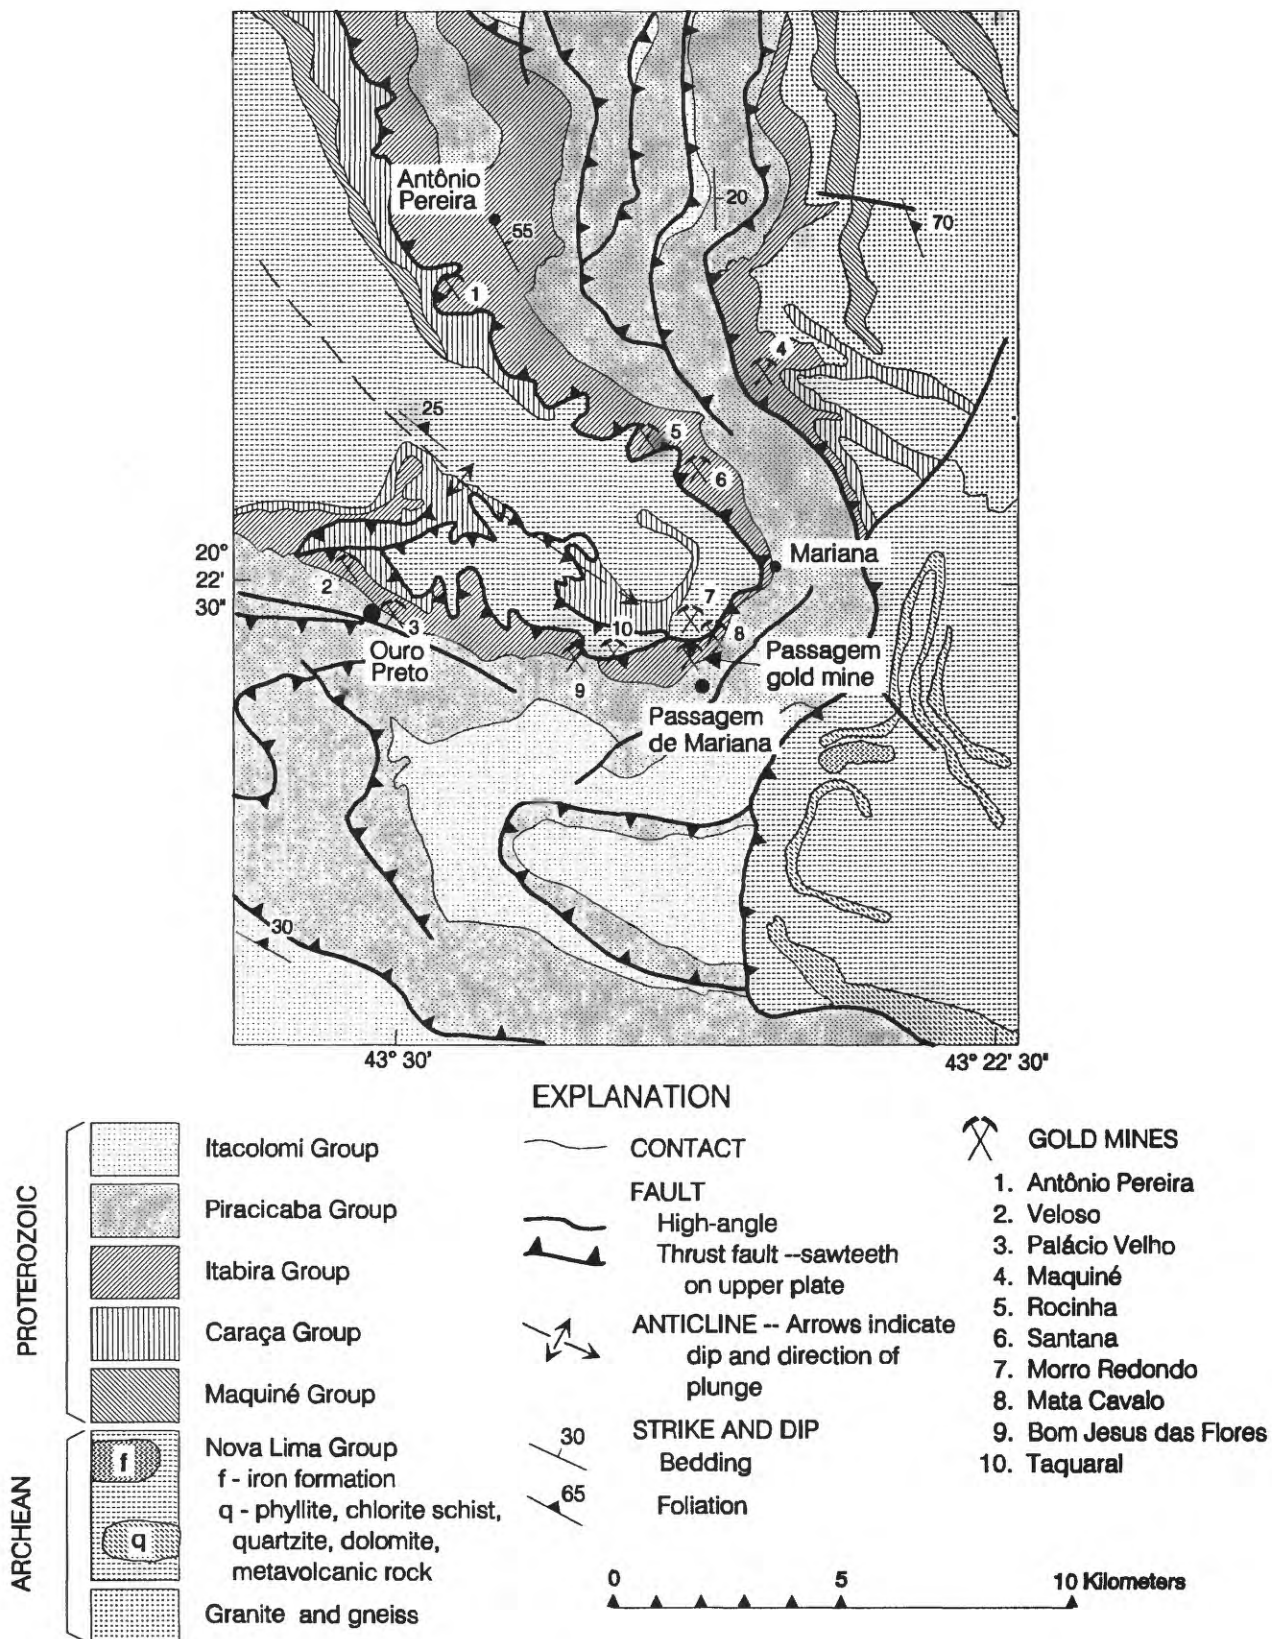 Antônio
Pereira
55
20
70
1
4
25
5
6
20°
22'
30"
Mariana
2
7
3
10
8
Ouro
Preto
9
Passagem
gold mine
Passagem
de Mariana
30
43° 30'
43° 22' 30"
EXPLANATION
PROTEROZOIC
Itacolomi Group
Piracicaba Group
Itabira Group
Caraça Group
Maquiné Group
ARCHEAN
Nova Lima Group
f
f - iron formation
q - phyllite, chlorite schist,
q
quartzite, dolomite,
metavolcanic rock
Granite and gneiss
CONTACT
FAULT
High-angle
Thrust fault --sawteeth
on upper plate
ANTICLINE -- Arrows indicate
dip and direction of
plunge
STRIKE AND DIP
30
Bedding
65
Foliation
GOLD MINES
1. Antônio Pereira
2. Veloso
3. Palácio Velho
4. Maquiné
5. Rocinha
6. Santana
7. Morro Redondo
8. Mata Cavalo
9. Bom Jesus das Flores
10. Taquaral
0 5 10 Kilometers